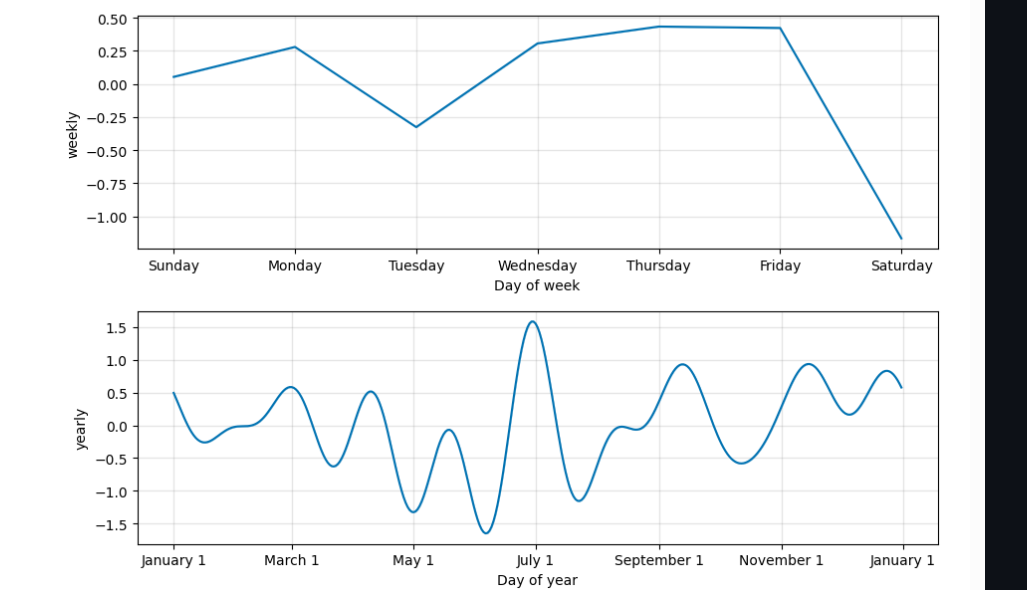 0.50
0.25
0.00
−0.25
−0.50
−0.75
−1.00
weekly
Sunday Monday Tuesday Wednesday Thursday Friday Saturday
Day of week
1.5
1.0
0.5
0.0
−0.5
−1.0
−1.5
yearly
January 1 March 1 May 1 July 1 September 1 November 1 January 1
Day of year